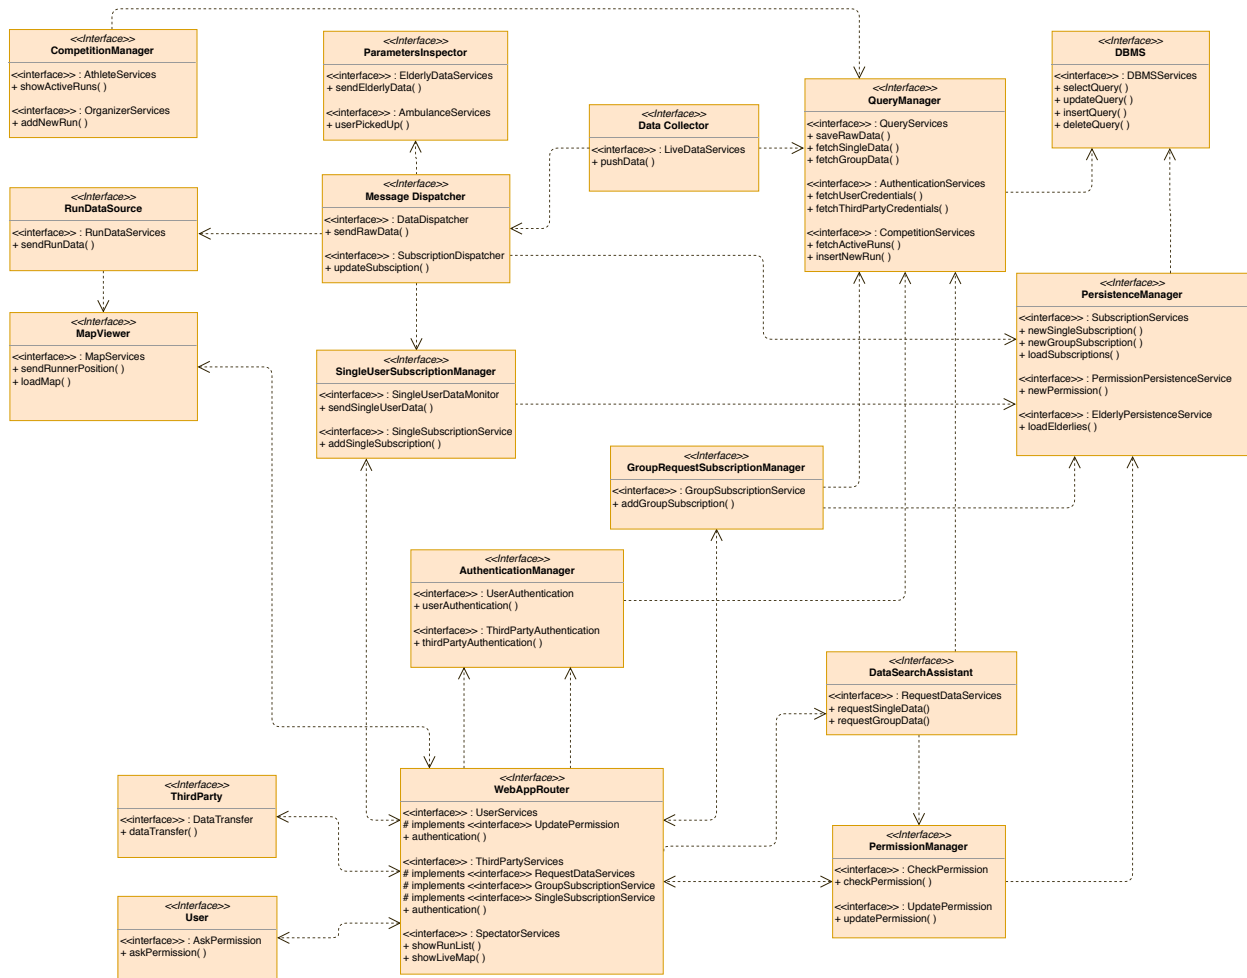 <<Interface>>
CompetitionManager
<<interface>> : AthleteServices
+ showActiveRuns( )
<<interface>> : OrganizerServices
+ addNewRun( )
<<Interface>>
ParametersInspector
<<interface>> : ElderlyDataServices
+ sendElderlyData( )
<<interface>> : AmbulanceServices
+ userPickedUp( )
<<Interface>>
DBMS
<<interface>> : DBMSServices
+ selectQuery( )
+ updateQuery( )
+ insertQuery( )
+ deleteQuery( )
<<Interface>>
QueryManager
<<interface>> : QueryServices
+ saveRawData( )
+ fetchSingleData( )
+ fetchGroupData( )
<<interface>> : AuthenticationServices
+ fetchUserCredentials( )
+ fetchThirdPartyCredentials( )
<<interface>> : CompetitionServices
+ fetchActiveRuns( )
+ insertNewRun( )
<<Interface>>
Data Collector
<<interface>> : LiveDataServices
+ pushData( )
<<Interface>>
Message Dispatcher
<<interface>> : DataDispatcher
+ sendRawData( )
<<interface>> : SubscriptionDispatcher
+ updateSubsciption( )
<<Interface>>
RunDataSource
<<interface>> : RunDataServices
+ sendRunData( )
<<Interface>>
PersistenceManager
<<interface>> : SubscriptionServices
+ newSingleSubscription( )
+ newGroupSubscription( )
+ loadSubscriptions( )
<<interface>> : PermissionPersistenceService
+ newPermission( )
<<interface>> : ElderlyPersistenceService
+ loadElderlies( )
<<Interface>>
MapViewer
<<interface>> : MapServices
+ sendRunnerPosition( )
+ loadMap( )
<<Interface>>
SingleUserSubscriptionManager
<<interface>> : SingleUserDataMonitor
+ sendSingleUserData( )
<<interface>> : SingleSubscriptionService
+ addSingleSubscription( )
<<Interface>>
GroupRequestSubscriptionManager
<<interface>> : GroupSubscriptionService
+ addGroupSubscription( )
<<Interface>>
AuthenticationManager
<<interface>> : UserAuthentication
+ userAuthentication( )
<<interface>> : ThirdPartyAuthentication
+ thirdPartyAuthentication( )
<<Interface>>
DataSearchAssistant
<<interface>> : RequestDataServices
+ requestSingleData()
+ requestGroupData()
<<Interface>>
ThirdParty
<<interface>> : DataTransfer
+ dataTransfer( )
<<Interface>>
WebAppRouter
<<interface>> : UserServices
# implements <<interface>> UpdatePermission
+ authentication( )
<<interface>> : ThirdPartyServices
# implements <<interface>> RequestDataServices
# implements <<interface>> GroupSubscriptionService
# implements <<interface>> SingleSubscriptionService
+ authentication( )
<<interface>> : SpectatorServices
+ showRunList( )
+ showLiveMap( )
<<Interface>>
PermissionManager
<<interface>> : CheckPermission
+ checkPermission( )
<<interface>> : UpdatePermission
+ updatePermission( )
<<Interface>>
User
<<interface>> : AskPermission
+ askPermission( )